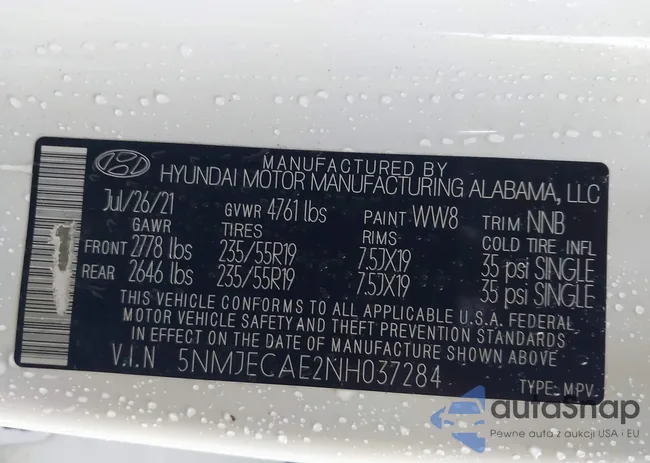 MANUFACTURED BY
HYUNDAI MOTOR MANUFACTURING ALABAMA, LLC
Jul/26/21 GVWR 4761 lbs PAINT WW8 TRIM NNB
GAWR TIRES RIMS COLD TIRE INFL
FRONT 2778 lbs 235/55R19 7.5JX19 35 psi SINGLE
REAR 2646 lbs 235/55R19 7.5JX19 35 psi SINGLE
THIS VEHICLE CONFORMS TO ALL APPLICABLE U.S.A. FEDERAL
MOTOR VEHICLE SAFETY AND THEFT PREVENTION STANDARDS
IN EFFECT ON THE DATE OF MANUFACTURE SHOWN ABOVE
V.I.N 5NMJECAE2NH037284 TYPE: MPV
autoSnap
Pewne auta z aukcji USA i EU